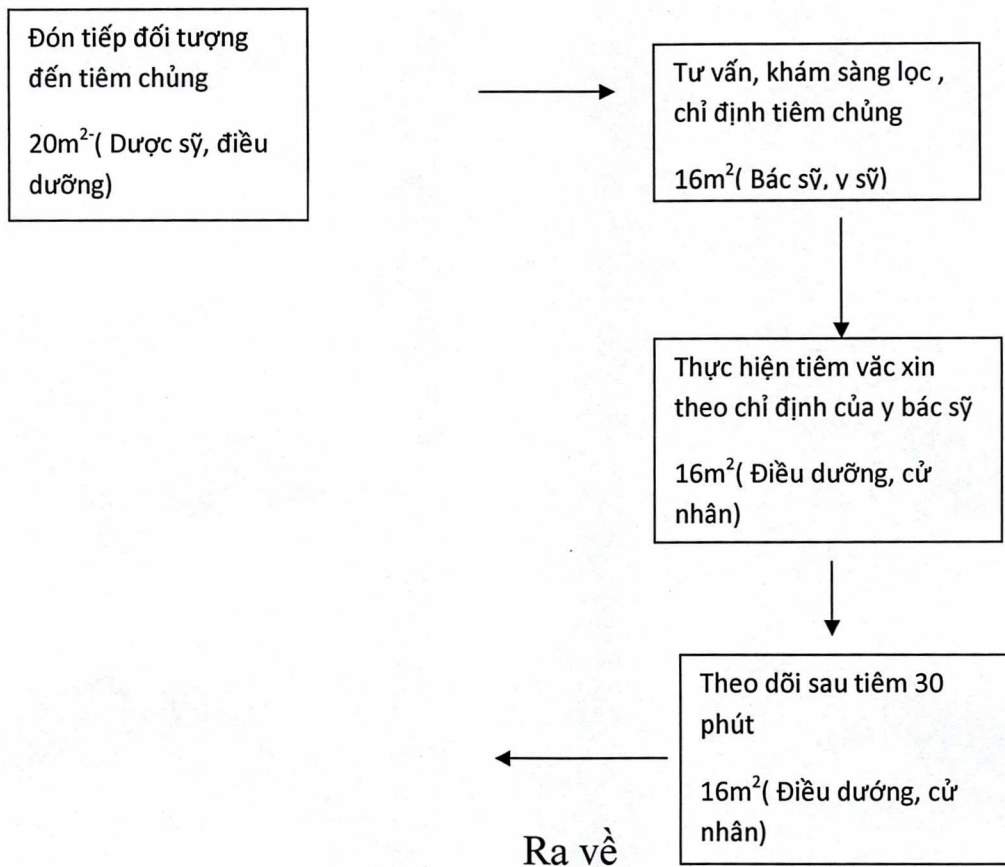 Đón tiếp đối tượng
đến tiêm chủng
20m²⁻( Dược sỹ, điều
dưỡng)
Tư vấn, khám sàng lọc ,
chỉ định tiêm chủng
16m²( Bác sỹ, y sỹ)
Thực hiện tiêm văc xin
theo chỉ định của y bác sỹ
16m²( Điều dưỡng, cử
nhân)
Theo dõi sau tiêm 30
phút
16m²( Điều dướng, cử
nhân)
Ra về